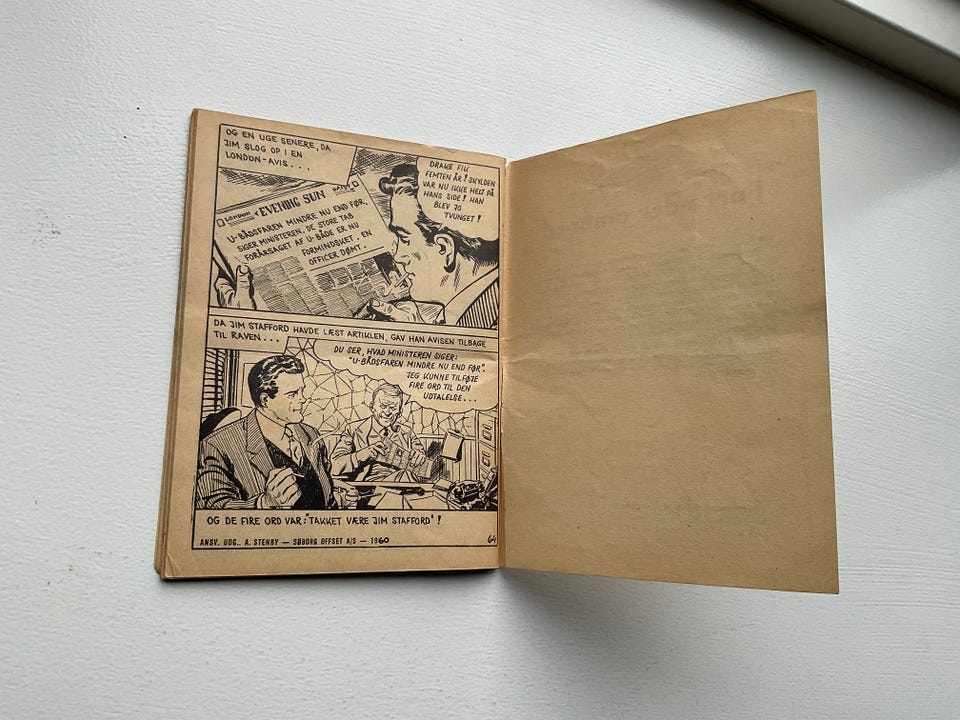 OG EN UGE SENERE, DA
JIM SLOG OP I EN
LONDON-AVIS....
DRAKE FIK
FEMTEN ÅR! SKYLDEN
VAR NU IKKE HELT PÅ
HANS SIDE! HAN
BLEV JO
TVUNGET!
LONDON EVENING SUN
U-BÅDSFAREN MINDRE NU END FØR,
SIGER MINISTEREN. DE STORE TAB
FORÅRSAGET AF U-BÅDE ER NU
FORMINDSKET. EN
OFFICER DØMT.
DA JIM STAFFORD HAVDE LÆST ARTIKLEN, GAV HAN AVISEN TILBAGE
TIL RAVEN...
DU SER, HVAD MINISTEREN SIGER:
"U-BÅDSFAREN MINDRE NU END FØR".
JEG KUNNE TILFØJE
FIRE ORD TIL DEN
UDTALELSE...
OG DE FIRE ORD VAR: "TAKKET VÆRE JIM STAFFORD"!
ANSV. UDG.. A. STENBY — SØBORG OFFSET A/S — 1960
64